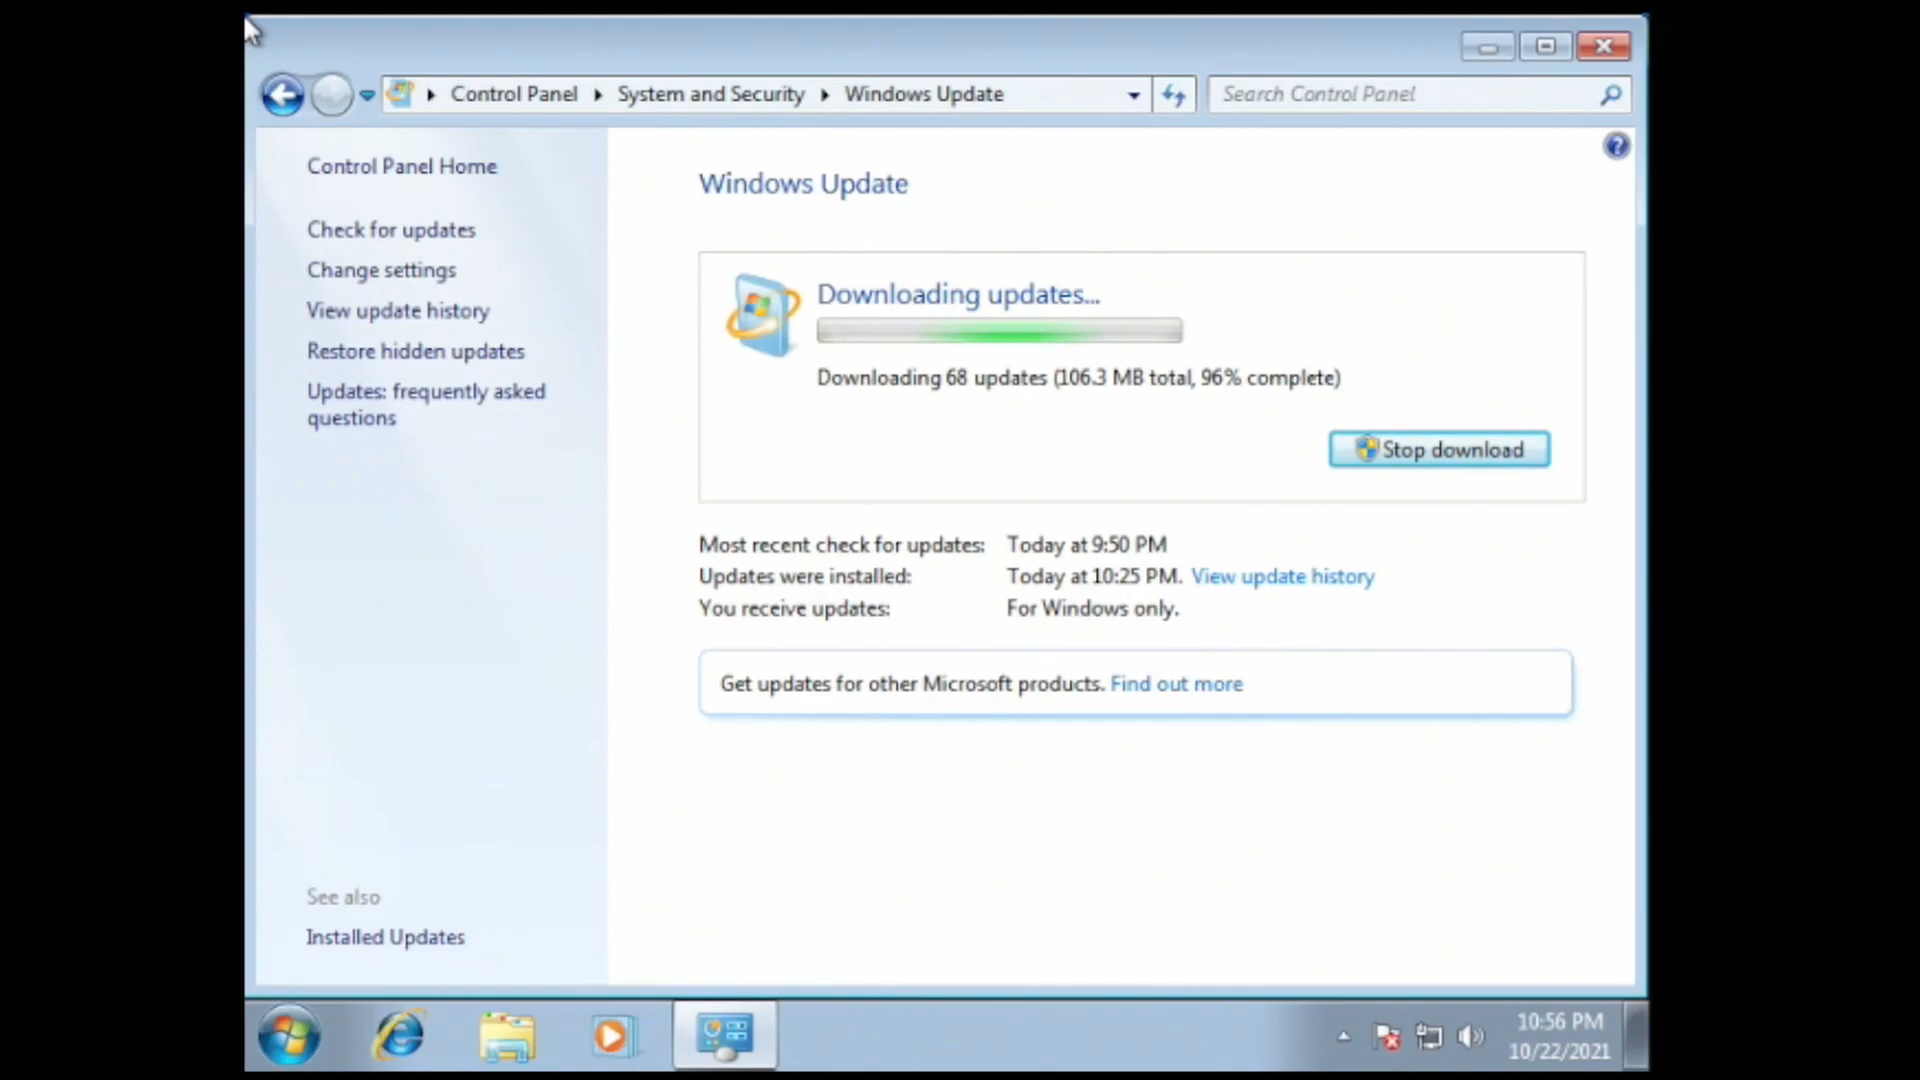 Control Panel
System and Security
Windows Update
Search Control Panel
Control Panel Home
Check for updates
Change settings
View update history
Restore hidden updates
Updates: frequently asked
questions
See also
Installed Updates
Windows Update
Downloading updates...
Downloading 68 updates (106.3 MB total, 96% complete)
Stop download
Most recent check for updates: Today at 9:50 PM
Updates were installed: Today at 10:25 PM. View update history
You receive updates: For Windows only.
Get updates for other Microsoft products. Find out more
10:56 PM
10/22/2021